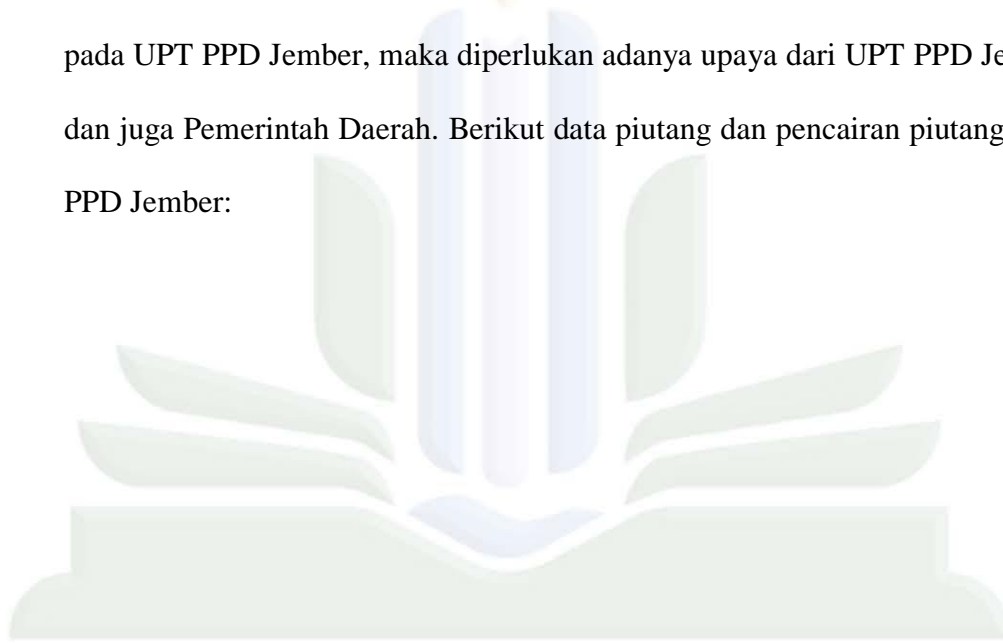 pada UPT PPD Jember, maka diperlukan adanya upaya dari UPT PPD
dan juga Pemerintah Daerah. Berikut data piutang dan pencairan piutang
PPD Jember: